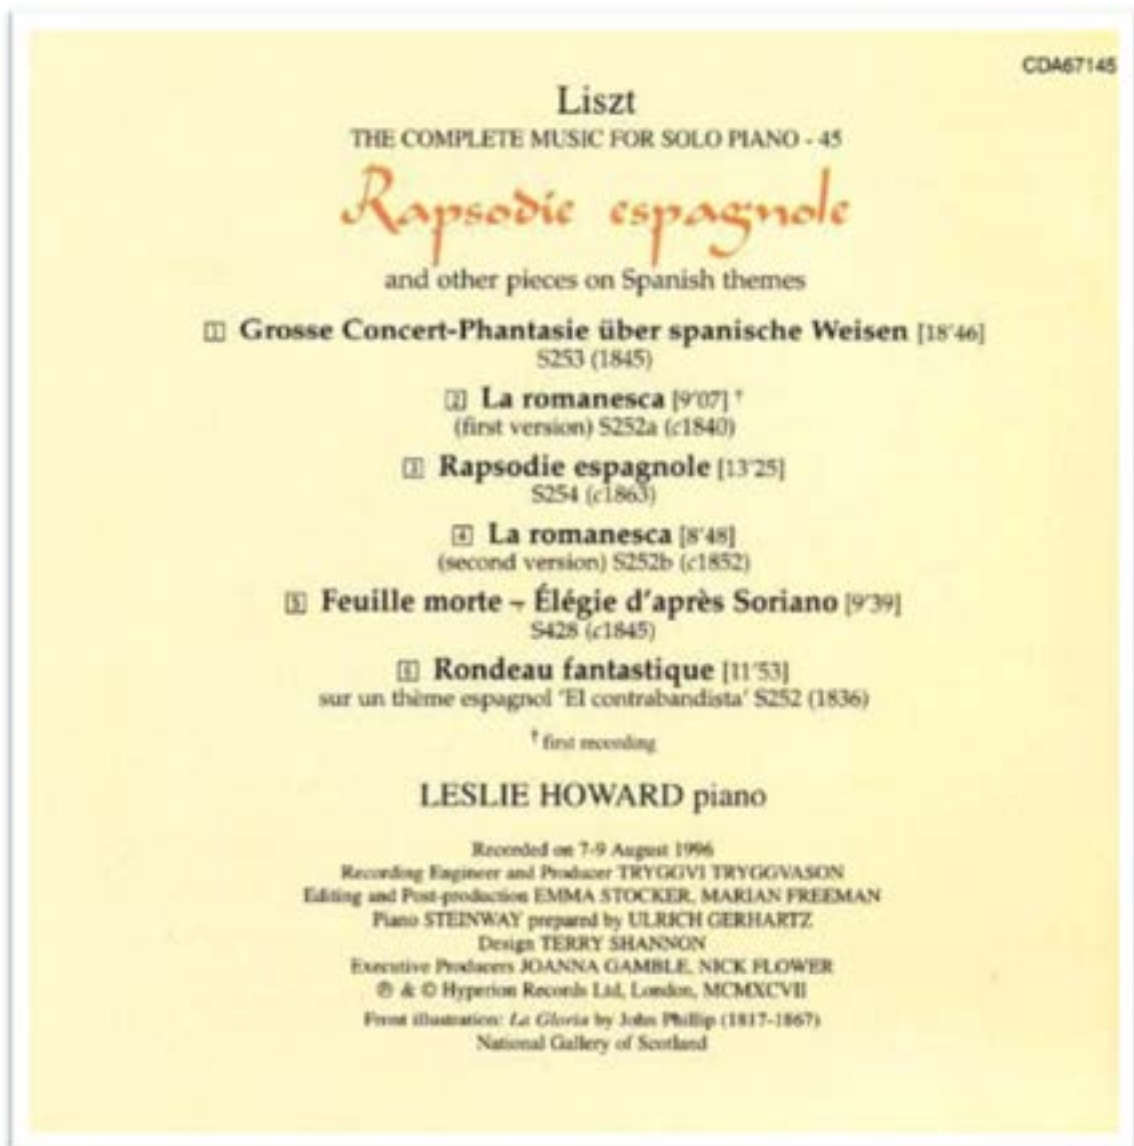 CDA67145
Liszt
THE COMPLETE MUSIC FOR SOLO PIANO - 45
Rapsodie espagnole
and other pieces on Spanish themes
1 Grosse Concert-Phantasie über spanische Weisen [18'46]
S253 (1845)
2 La romanesca [9'07] †
(first version) S252a (c1840)
3 Rapsodie espagnole [13'25]
S254 (c1863)
4 La romanesca [8'48]
(second version) S252b (c1852)
5 Feuille morte – Élégie d'après Soriano [9'39]
S428 (c1845)
6 Rondeau fantastique [11'53]
sur un thème espagnol 'El contrabandista' S252 (1836)
† first recording
LESLIE HOWARD piano
Recorded on 7-9 August 1996
Recording Engineer and Producer TRYGGVI TRYGGVASON
Editing and Post-production EMMA STOCKER, MARIAN FREEMAN
Piano STEINWAY prepared by ULRICH GERHARTZ
Design TERRY SHANNON
Executive Producers JOANNA GAMBLE, NICK FLOWER
℗ & © Hyperion Records Ltd, London, MCMXCVII
Front illustration: La Gloria by John Phillip (1817-1867)
National Gallery of Scotland